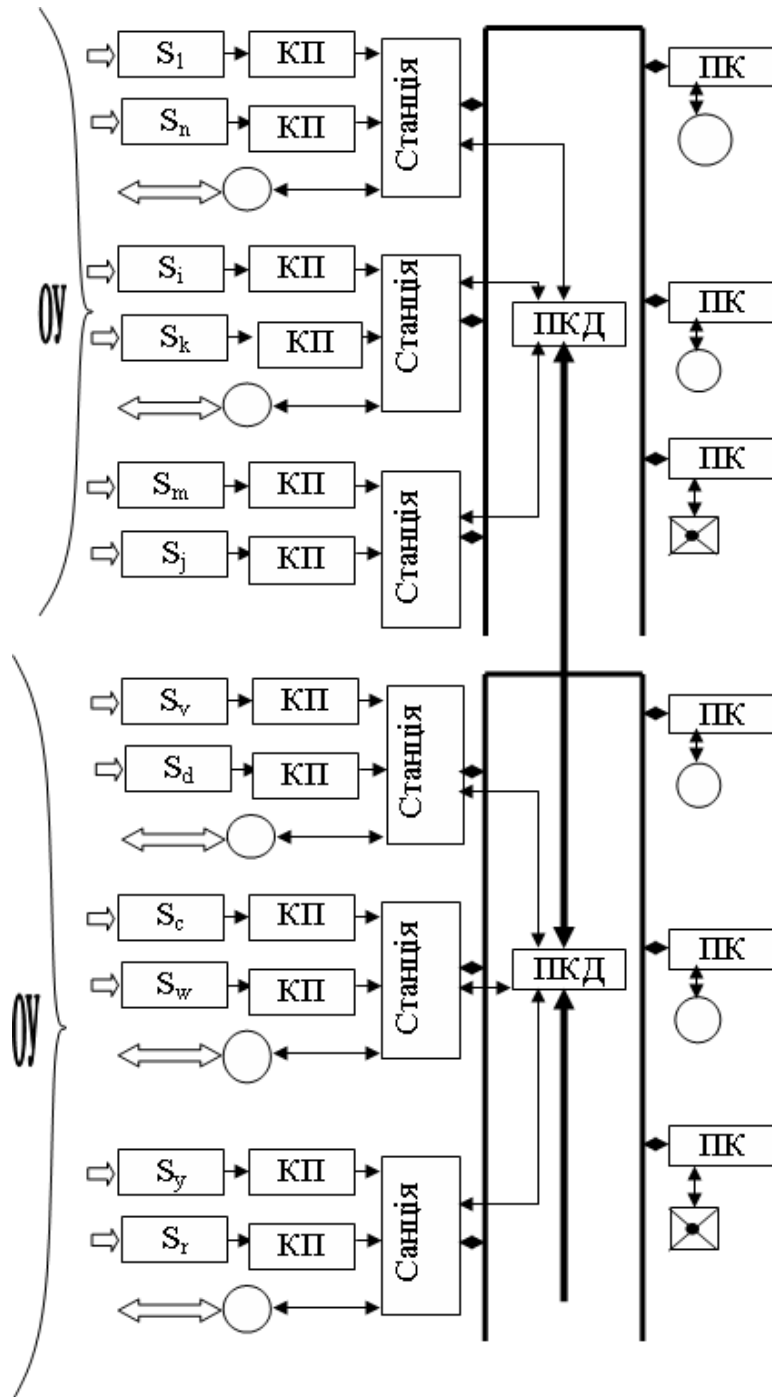 S1 КП
Sn КП
Станція
ПК
ОУ
Si КП
Sk КП
Станція
ПКД
ПК
Sm КП
Sj КП
Станція
ПК
Sv КП
Sd КП
Станція
ПК
ОУ
Sc КП
Sw КП
Станція
ПКД
ПК
Sy КП
Sr КП
Санція
ПК